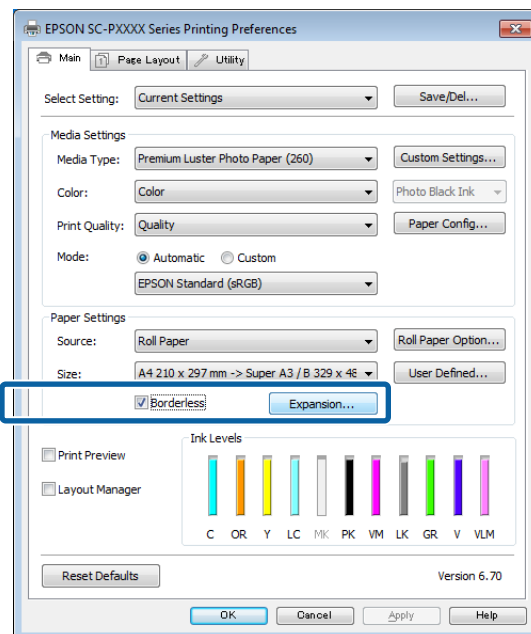 EPSON SC-PXXXX Series Printing Preferences
Main Page Layout Utility
Select Setting: Current Settings Save/Del...
Media Settings
Media Type: Premium Luster Photo Paper (260) Custom Settings...
Color: Color Photo Black Ink
Print Quality: Quality Paper Config...
Mode: Automatic Custom
EPSON Standard (sRGB)
Paper Settings
Source: Roll Paper Roll Paper Option...
Size: A4 210 x 297 mm -> Super A3 / B 329 x 48 User Defined...
Borderless Expansion...
Print Preview
Layout Manager
Ink Levels
C OR Y LC MK PK VM LK GR V VLM
Reset Defaults Version 6.70
OK Cancel Apply Help